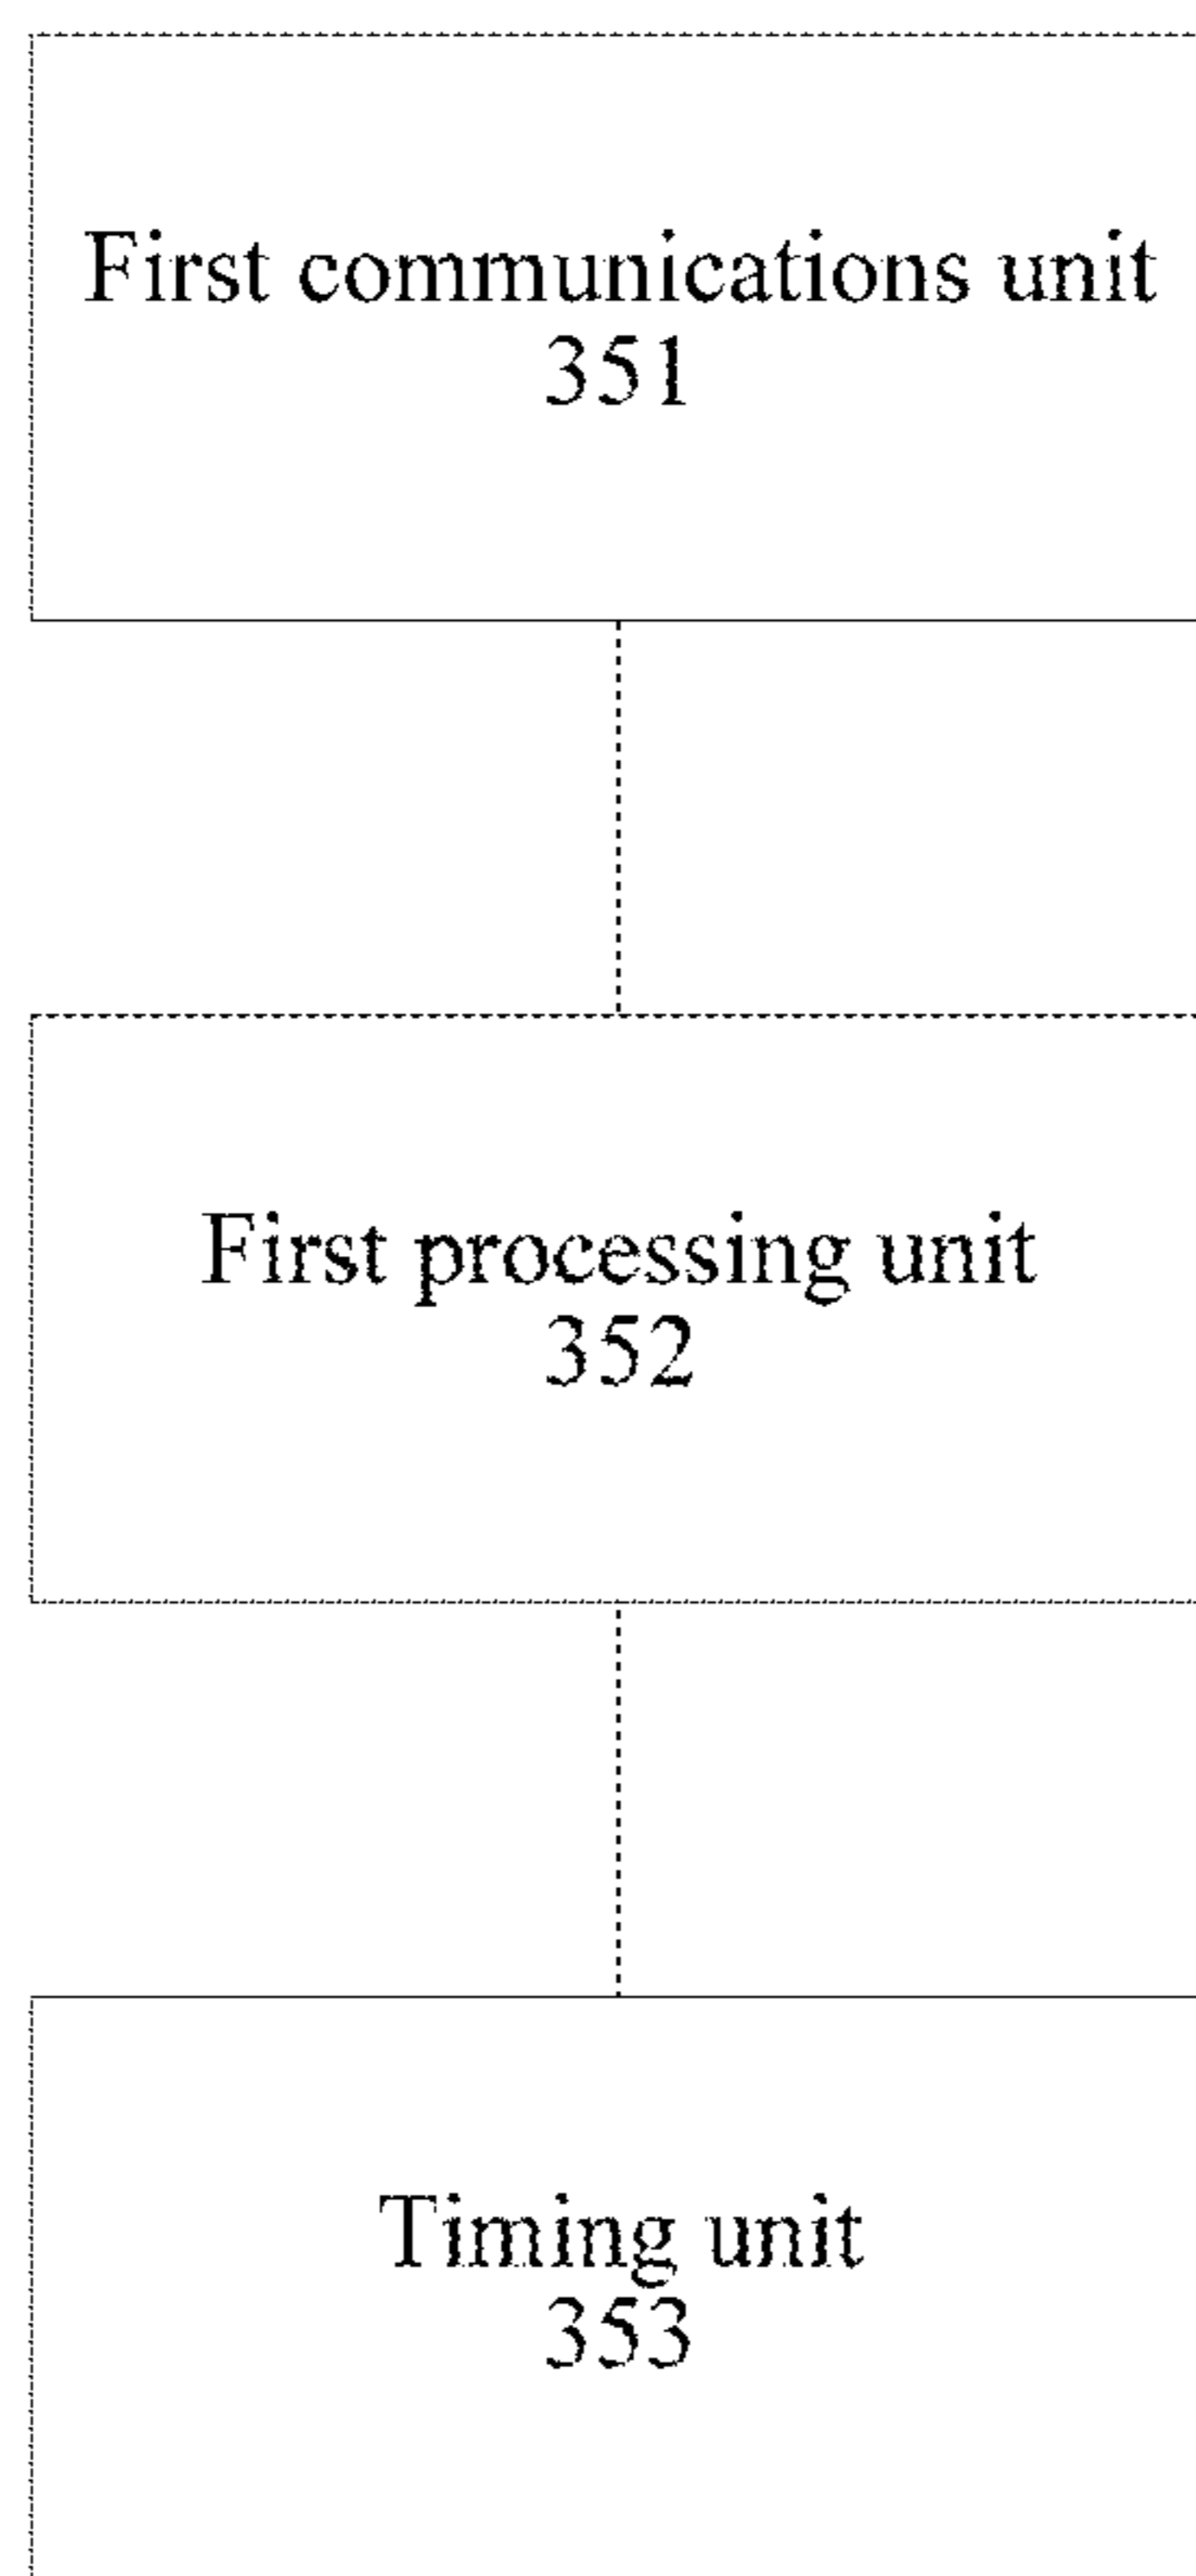 First communications unit
351
First processing unit
352
Timing unit
353